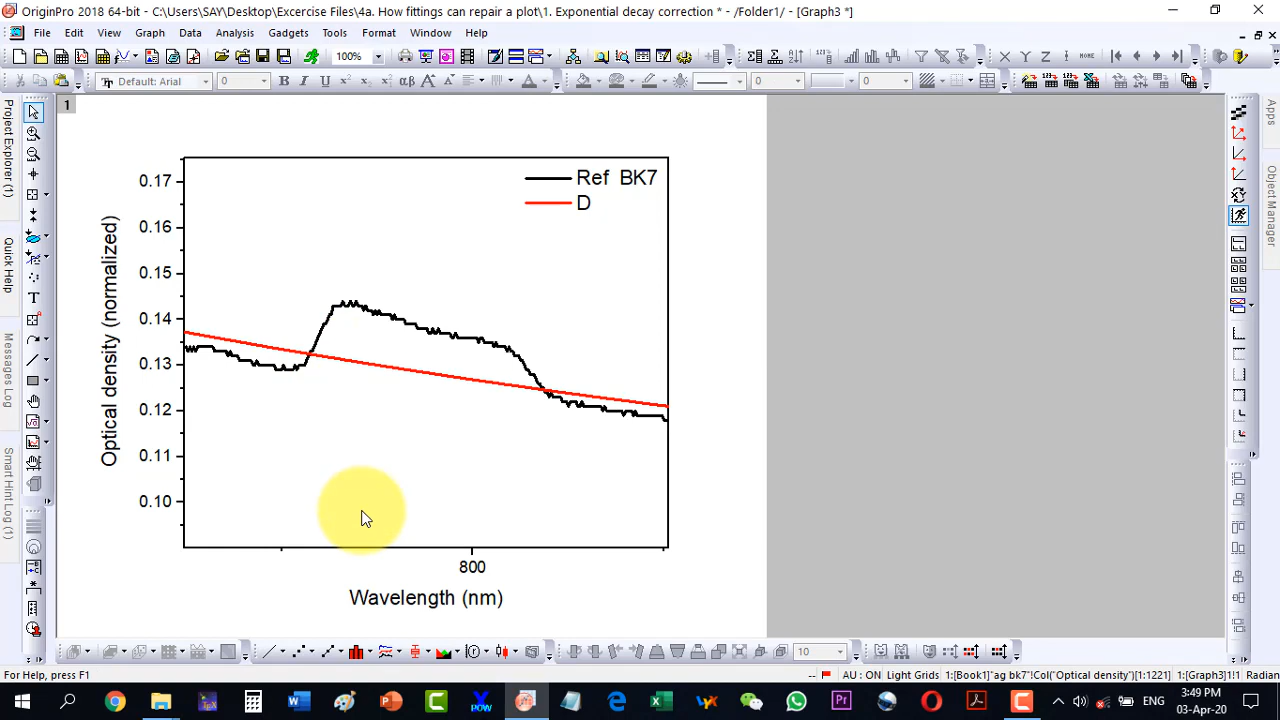 OriginPro 2018 64-bit - C:\Users\SAY\Desktop\Excercise Files\4a. How fittings can repair a plot\1. Exponential decay correction * - /Folder1/ - [Graph3 *]
File Edit View Graph Data Analysis Gadgets Tools Format Window Help
100%
Default: Arial 0 B I U αβ A A A 0 0
Project Explorer (1)
Quick Help
Messages Log
Smart Hint Log (1)
Apps
Object Manager
1
Ref BK7
D
0.17
0.16
0.15
0.14
0.13
0.12
0.11
0.10
Optical density (normalized)
800
Wavelength (nm)
10
For Help, press F1
AU : ON Light Grids 1:[Book1]"ag bk7"!Col("Optical density")[1:1221] 1:[Graph3]1!1 Radian
ENG
3:49 PM
03-Apr-20